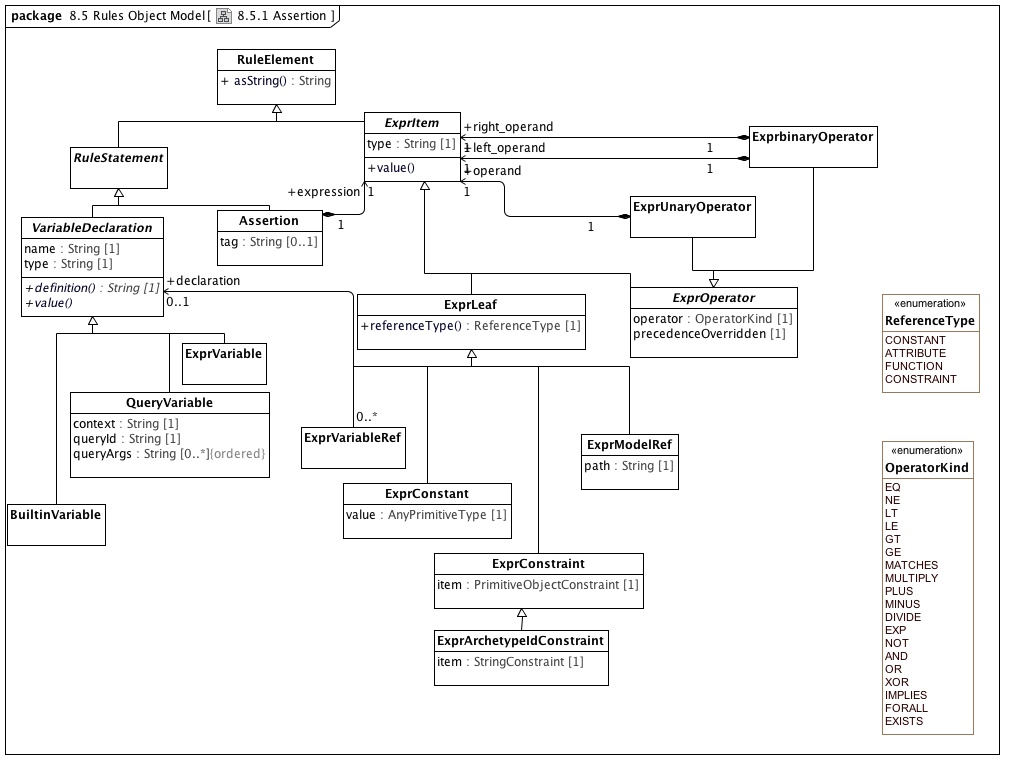 package 8.5 Rules Object Model[ 8.5.1 Assertion ]
RuleElement
+ asString() : String
ExprItem
type : String [1]
+value()
+right_operand
1
1
+left_operand
1
1
+operand
1
1
ExprbinaryOperator
ExprUnaryOperator
RuleStatement
+expression
1
1
VariableDeclaration
name : String [1]
type : String [1]
+definition() : String [1]
+value()
Assertion
tag : String [0..1]
+declaration
0..1
ExprLeaf
+referenceType() : ReferenceType [1]
ExprOperator
operator : OperatorKind [1]
precedenceOverridden [1]
«enumeration»
ReferenceType
CONSTANT
ATTRIBUTE
FUNCTION
CONSTRAINT
ExprVariable
QueryVariable
context : String [1]
queryId : String [1]
queryArgs : String [0..*]{ordered}
0..*
ExprVariableRef
ExprModelRef
path : String [1]
BuiltinVariable
ExprConstant
value : AnyPrimitiveType [1]
ExprConstraint
item : PrimitiveObjectConstraint [1]
ExprArchetypeIdConstraint
item : StringConstraint [1]
«enumeration»
OperatorKind
EQ
NE
LT
LE
GT
GE
MATCHES
MULTIPLY
PLUS
MINUS
DIVIDE
EXP
NOT
AND
OR
XOR
IMPLIES
FORALL
EXISTS